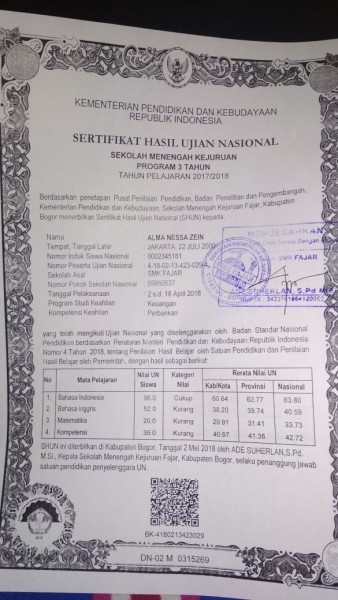 KEMENTERIAN PENDIDIKAN DAN KEBUDAYAAN
REPUBLIK INDONESIA
SERTIFIKAT HASIL UJIAN NASIONAL
SEKOLAH MENENGAH KEJURUAN
PROGRAM 3 TAHUN
TAHUN PELAJARAN 2017/2018
Berdasarkan penetapan Pusat Penilaian Pendidikan, Badan Penelitian dan Pengembangan,
Kementerian Pendidikan dan Kebudayaan, Sekolah Menengah Kejuruan Fajar, Kabupaten
Bogor menerbitkan Sertifikat Hasil Ujian Nasional (SHUN) kepada:
Nama : ALMA NESSA ZEIN
Tempat, Tanggal Lahir : JAKARTA, 22 JULI
Nomor Induk Siswa Nasional : 0002345181
Nomor Peserta Ujian Nasional : 4-18-02-13-423-029
Sekolah Asal : SMK FAJAR
Nomor Pokok Sekolah Nasional : 69960537
Tanggal Pelaksanaan : 2 s.d. 18 April 2018
Program Studi Keahlian : Keuangan
Kompetensi Keahlian : Perbankan
MENGESAHKAN
SMK FAJAR
SUHERLAN, S.Pd
yang telah mengikuti Ujian Nasional yang diselenggarakan oleh Badan Standar Nasional
Pendidikan berdasarkan Peraturan Menteri Pendidikan dan Kebudayaan Republik Indonesia
Nomor 4 Tahun 2018, tentang Penilaian Hasil Belajar oleh Satuan Pendidikan dan Penilaian
Hasil Belajar oleh Pemerintah, dengan hasil sebagai berikut:
No Mata Pelajaran Nilai UN Siswa Kategori Nilai Rerata Nilai UN
Kab/Kota Provinsi Nasional
1. Bahasa Indonesia Cukup 60.64 62.77 63.80
2. Bahasa Inggris 52.0 Kurang 38.20 39.74 40.59
3. Matematika 20.0 Kurang 29.91 31.41 33.73
4. Kompetensi 35.0 Kurang 40.97 41.38 42.72
SHUN ini diterbitkan di Kabupaten Bogor, Tanggal 2 Mei 2018 oleh ADE SUHERLAN,S.Pd,
M.Si., Kepala Sekolah Menengah Kejuruan Fajar, Kabupaten Bogor, selaku penanggung jawab
satuan pendidikan penyelenggara UN.
BK-4180213423029
DN-02 M 0315269